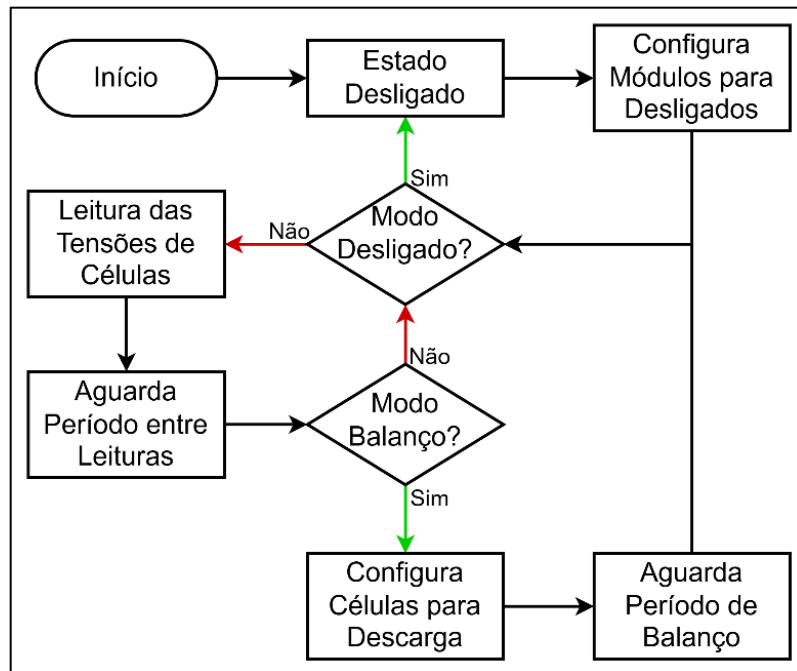 Início
Estado
Desligado
Configura
Módulos para
Desligados
Sim
Leitura das
Tensões de
Células
Não
Modo
Desligado?
Não
Aguarda
Período entre
Leituras
Modo
Balanço?
Sim
Configura
Células para
Descarga
Aguarda
Período de
Balanço